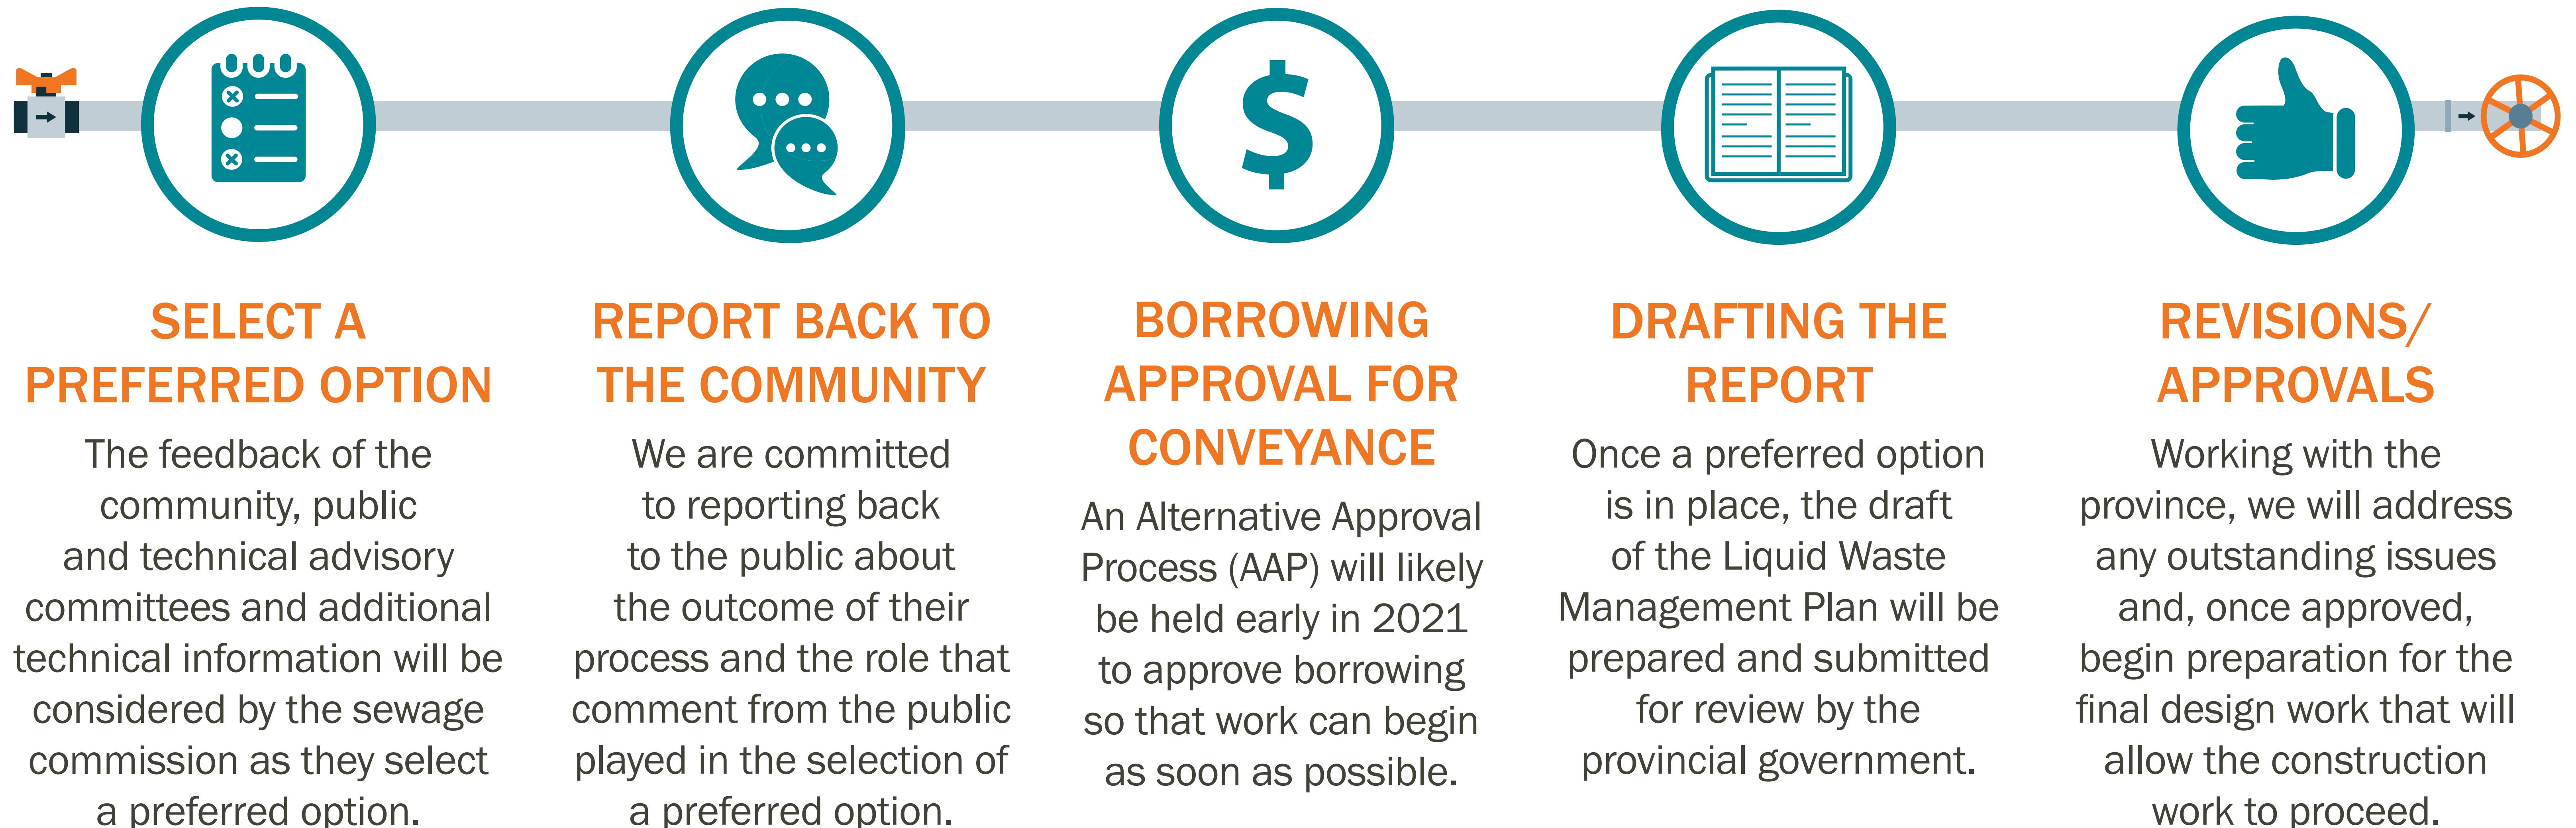 SELECT A
PREFERRED OPTION
The feedback of the
community, public
and technical advisory
committees and additional
technical information will be
considered by the sewage
commission as they select
a preferred option.
REPORT BACK TO
THE COMMUNITY
We are committed
to reporting back
to the public about
the outcome of their
process and the role that
comment from the public
played in the selection of
a preferred option.
$
BORROWING
APPROVAL FOR
CONVEYANCE
An Alternative Approval
Process (AAP) will likely
be held early in 2021
to approve borrowing
so that work can begin
as soon as possible.
DRAFTING THE
REPORT
Once a preferred option
is in place, the draft
of the Liquid Waste
Management Plan will be
prepared and submitted
for review by the
provincial government.
REVISIONS/
APPROVALS
Working with the
province, we will address
any outstanding issues
and, once approved,
begin preparation for the
final design work that will
allow the construction
work to proceed.